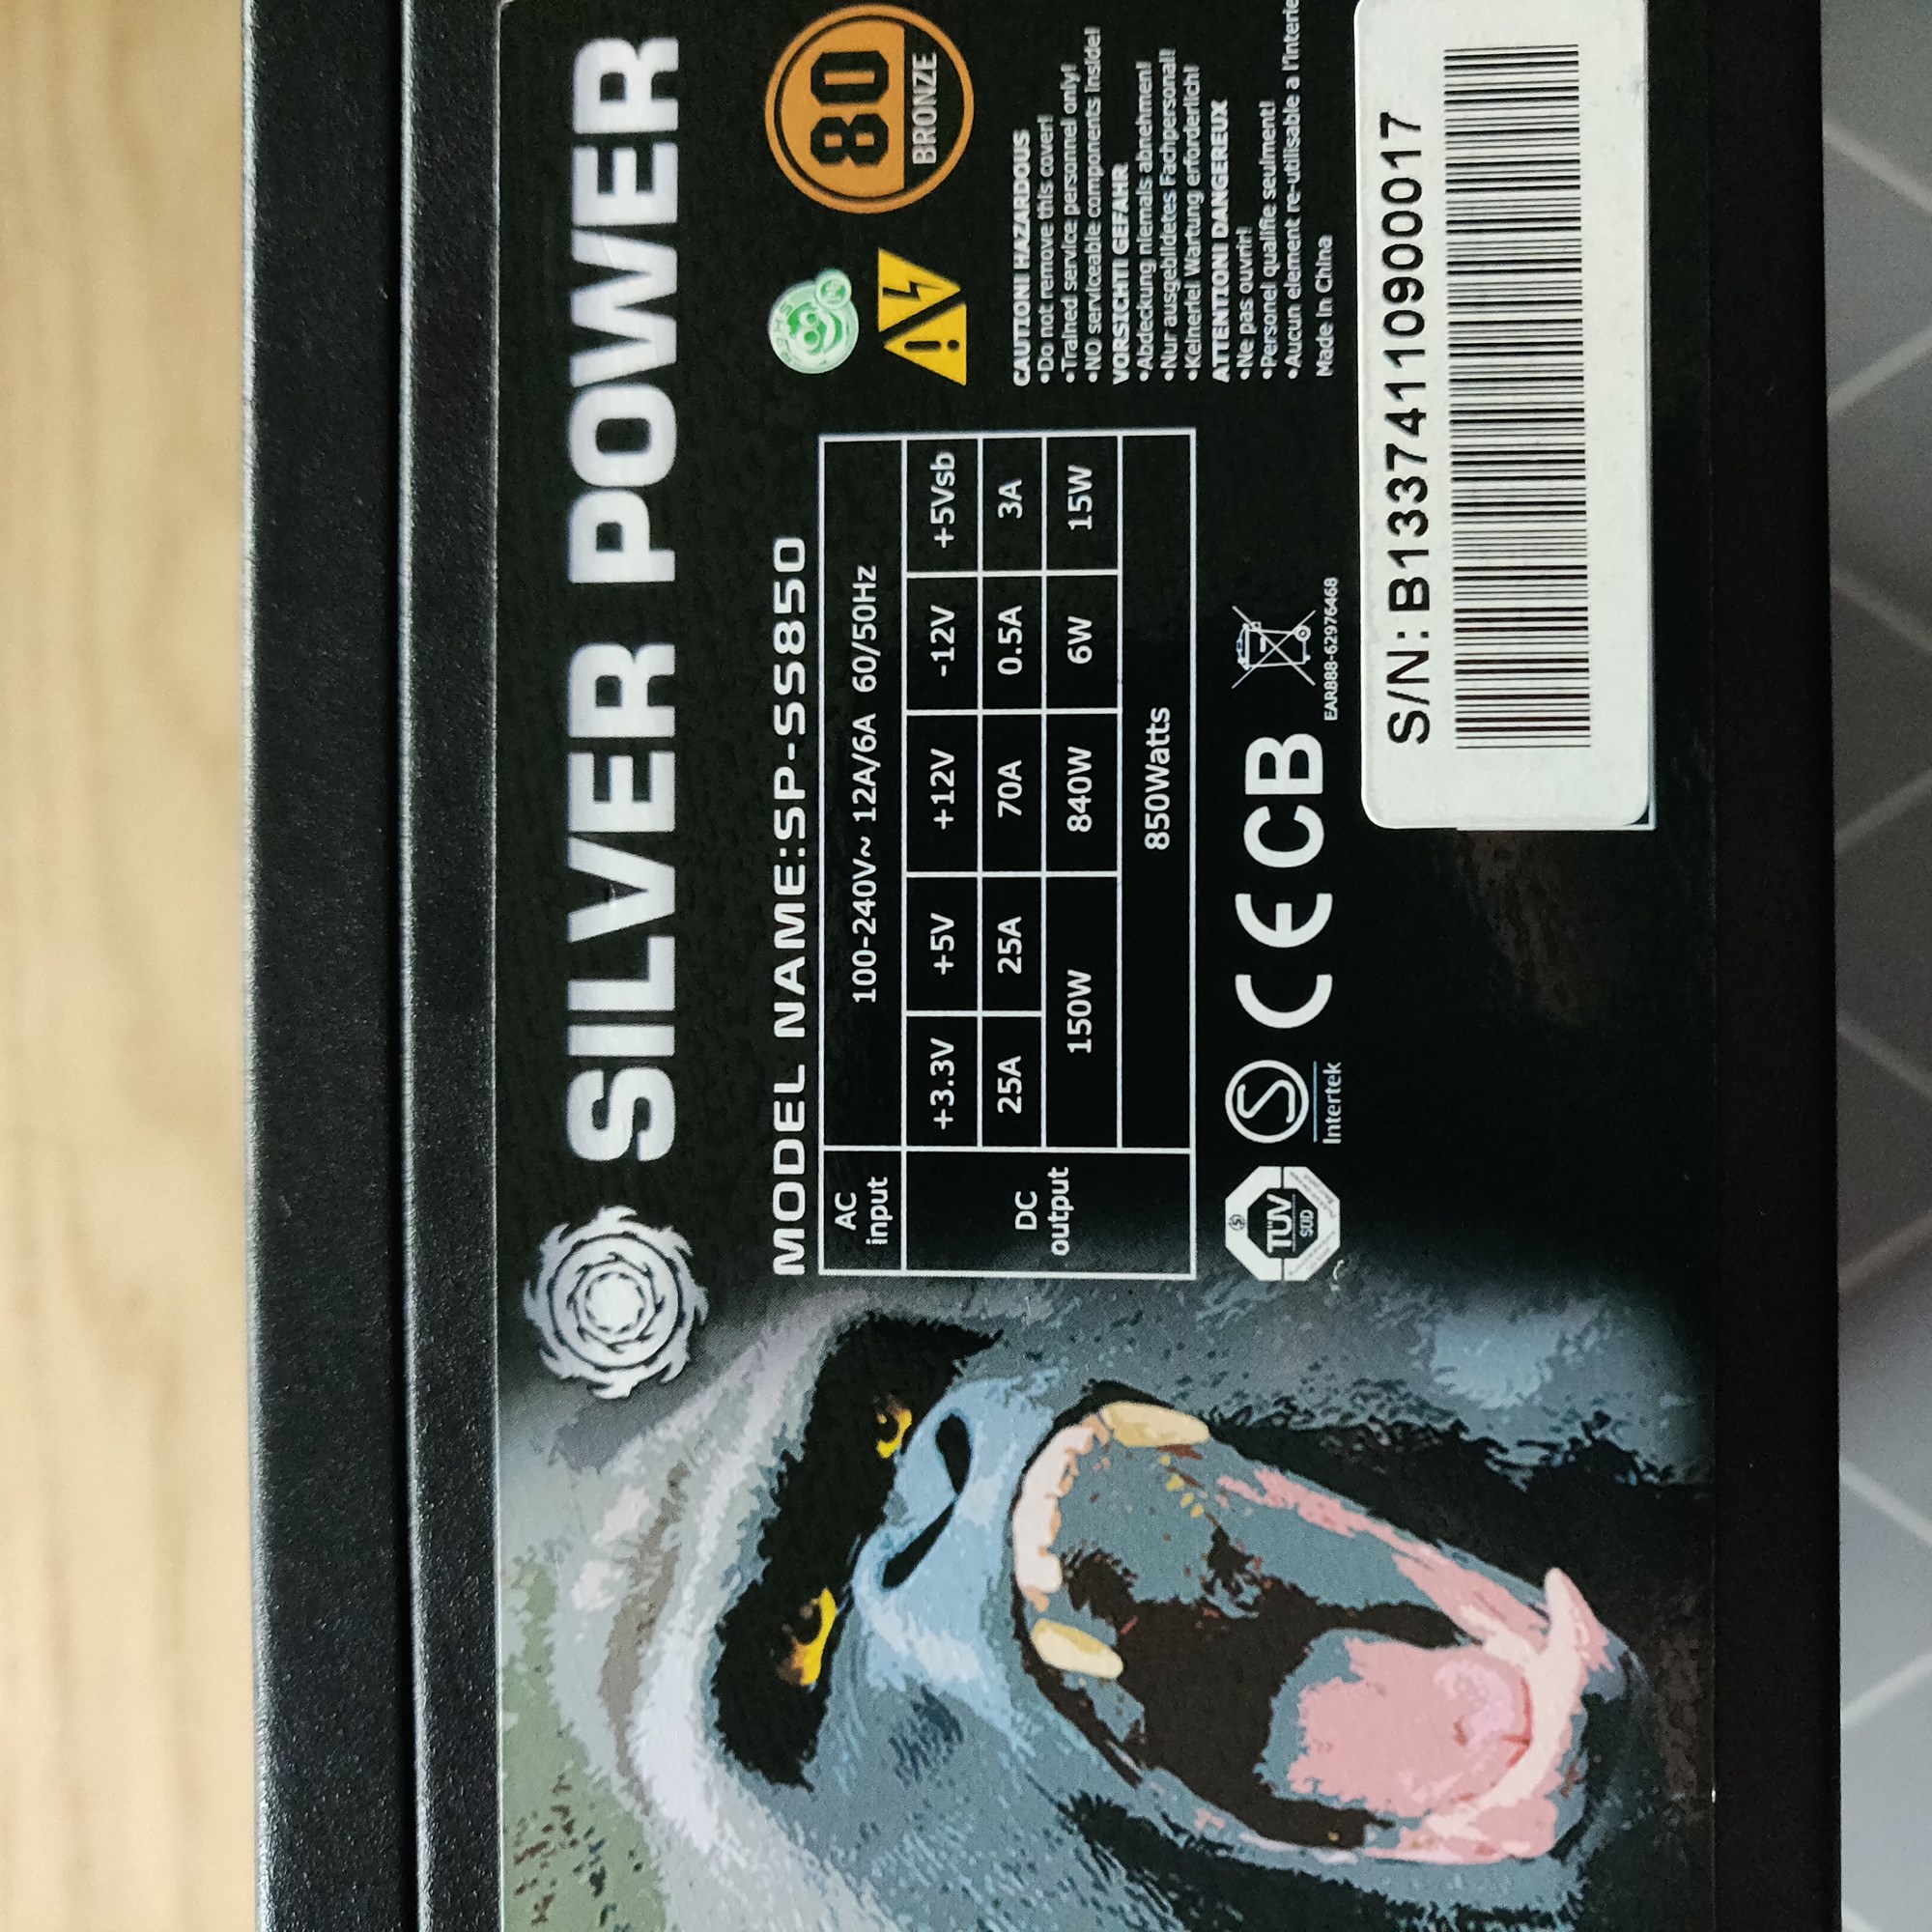 SILVER POWER
MODEL NAME:SP-SS850
AC input
100-240V~ 12A/6A 60/50Hz
DC output
+3.3V +5V +12V -12V +5Vsb
25A 25A 70A 0.5A 3A
150W 840W 6W 15W
850Watts
RoHS
80
BRONZE
CAUTION! HAZARDOUS
•Do not remove this cover!
•Trained service personnel only!
•NO serviceable components inside!
VORSICHT! GEFAHR
•Abdeckung niemals abnehmen!
•Nur ausgebildetes Fachpersonal!
•Keinerlei Wartung erforderlich!
ATTENTION! DANGEREUX
•Ne pas ouvrir!
•Personel qualifie seulment!
•Aucun element re-utilisable a l'interie
Made in China
TÜV
SÜD
S
Intertek
CE CB
EAR888-62976468
S/N: B13374110900017